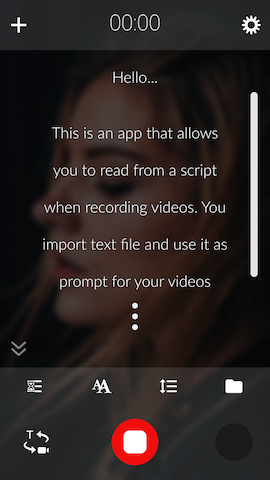 00:00
Hello...
This is an app that allows
you to read from a script
when recording videos. You
import text file and use it as
prompt for your videos
AA
T